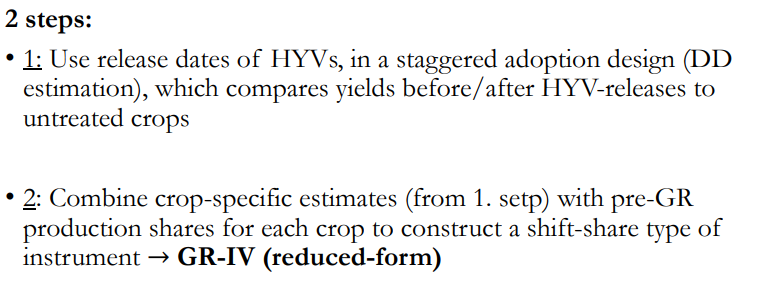 2 steps:
• 1: Use release dates of HYVs, in a staggered adoption design (DD
estimation), which compares yields before/after HYV-releases to
untreated crops
• 2: Combine crop-specific estimates (from 1. setp) with pre-GR
production shares for each crop to construct a shift-share type of
instrument → GR-IV (reduced-form)